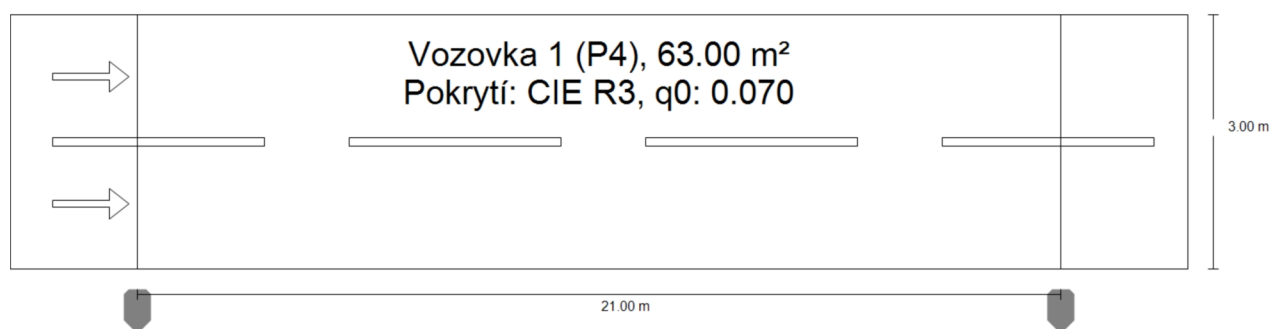 Vozovka 1 (P4), 63.00 m²
Pokrytí: CIE R3, q0: 0.070
3.00 m
21.00 m